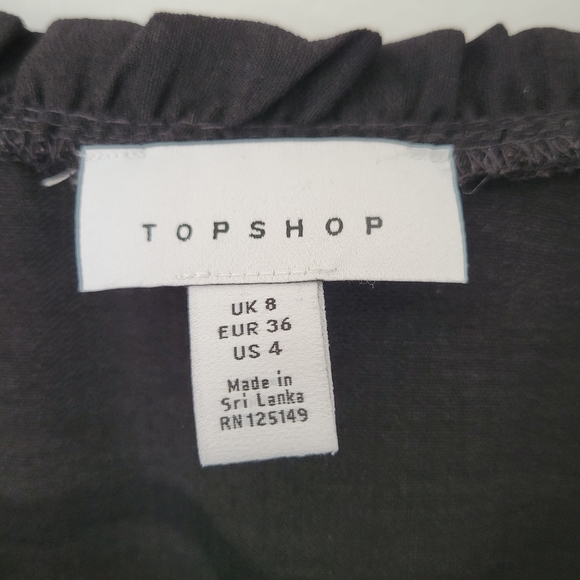 TOPSHOP
UK 8
EUR 36
US 4
Made in
Sri Lanka
RN125149